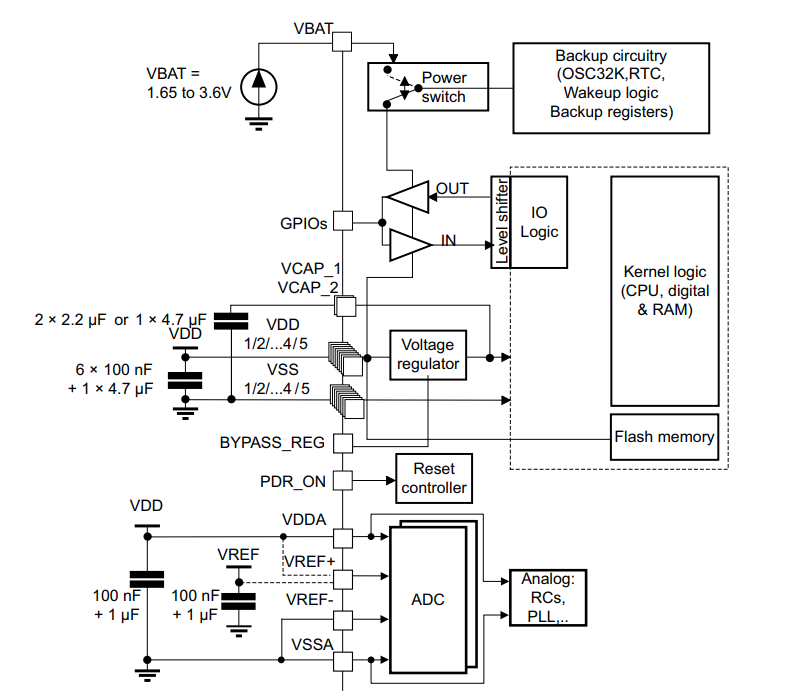 VBAT
VBAT =
1.65 to 3.6V
Power
switch
Backup circuitry
(OSC32K,RTC,
Wakeup logic
Backup registers)
OUT
GPIOs
IN
Level shifter
IO
Logic
Kernel logic
(CPU, digital
& RAM)
VCAP_1
VCAP_2
2 × 2.2 µF or 1 × 4.7 µF
VDD
VDD
1/2/...4/5
Voltage
regulator
6 × 100 nF
+ 1 × 4.7 µF
VSS
1/2/...4/5
BYPASS_REG
Flash memory
PDR_ON
Reset
controller
VDD
VDDA
VREF
VREF+
100 nF
+ 1 µF
100 nF
+ 1 µF
VREF-
ADC
Analog:
RCs,
PLL,..
VSSA